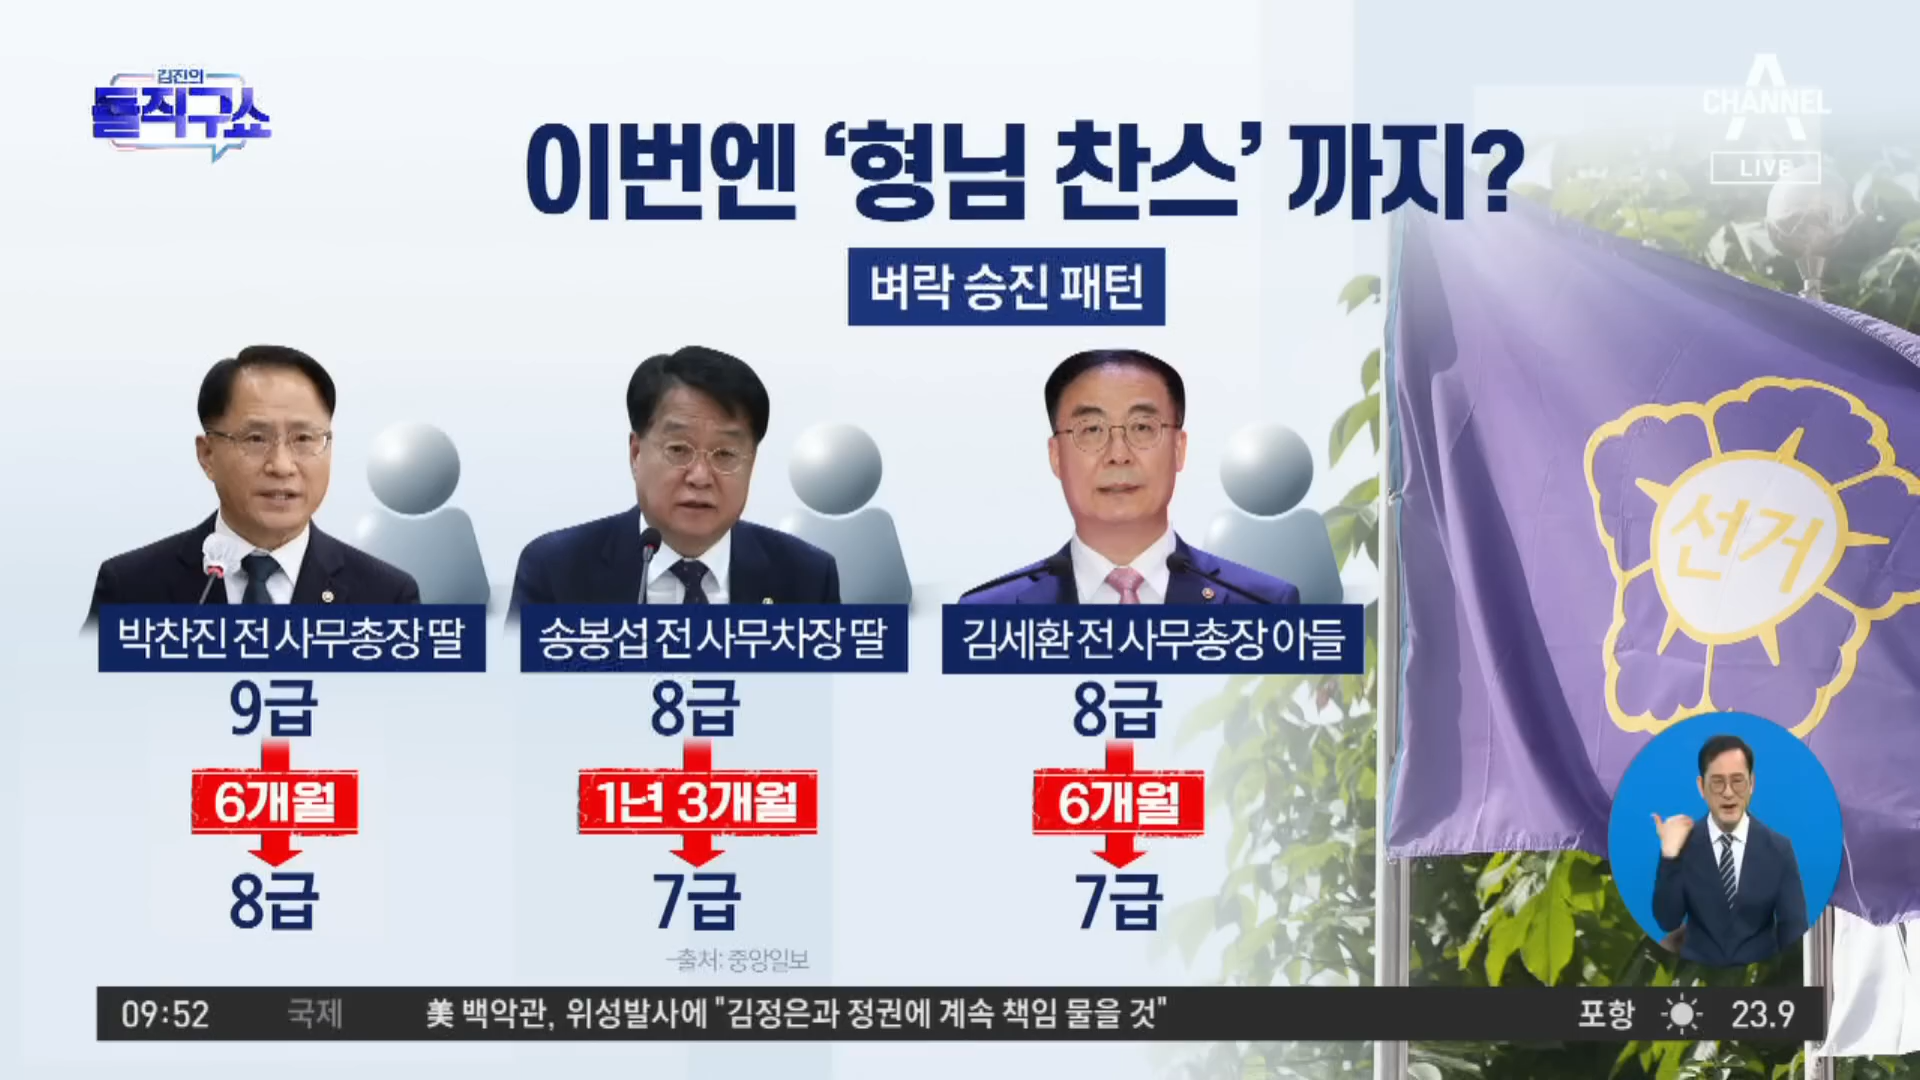 김진의
돌직구쇼
CHANNEL A
LIVE
이번엔 ‘형님 찬스’ 까지?
벼락 승진 패턴
선거
박찬진 전 사무총장 딸
9급
6개월
8급
송봉섭 전 사무차장 딸
8급
1년 3개월
7급
김세환 전 사무총장 아들
8급
6개월
7급
-출처: 중앙일보
09:52 국제 美 백악관, 위성발사에 "김정은과 정권에 계속 책임 물을 것" 포항 23.9